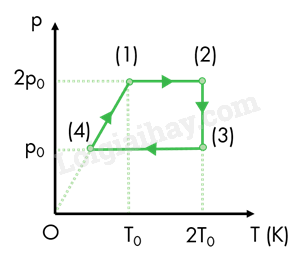 p
(1) (2)
2p₀
(4) (3)
p₀
Loigiaihay.com
O T₀ 2T₀ T (K)